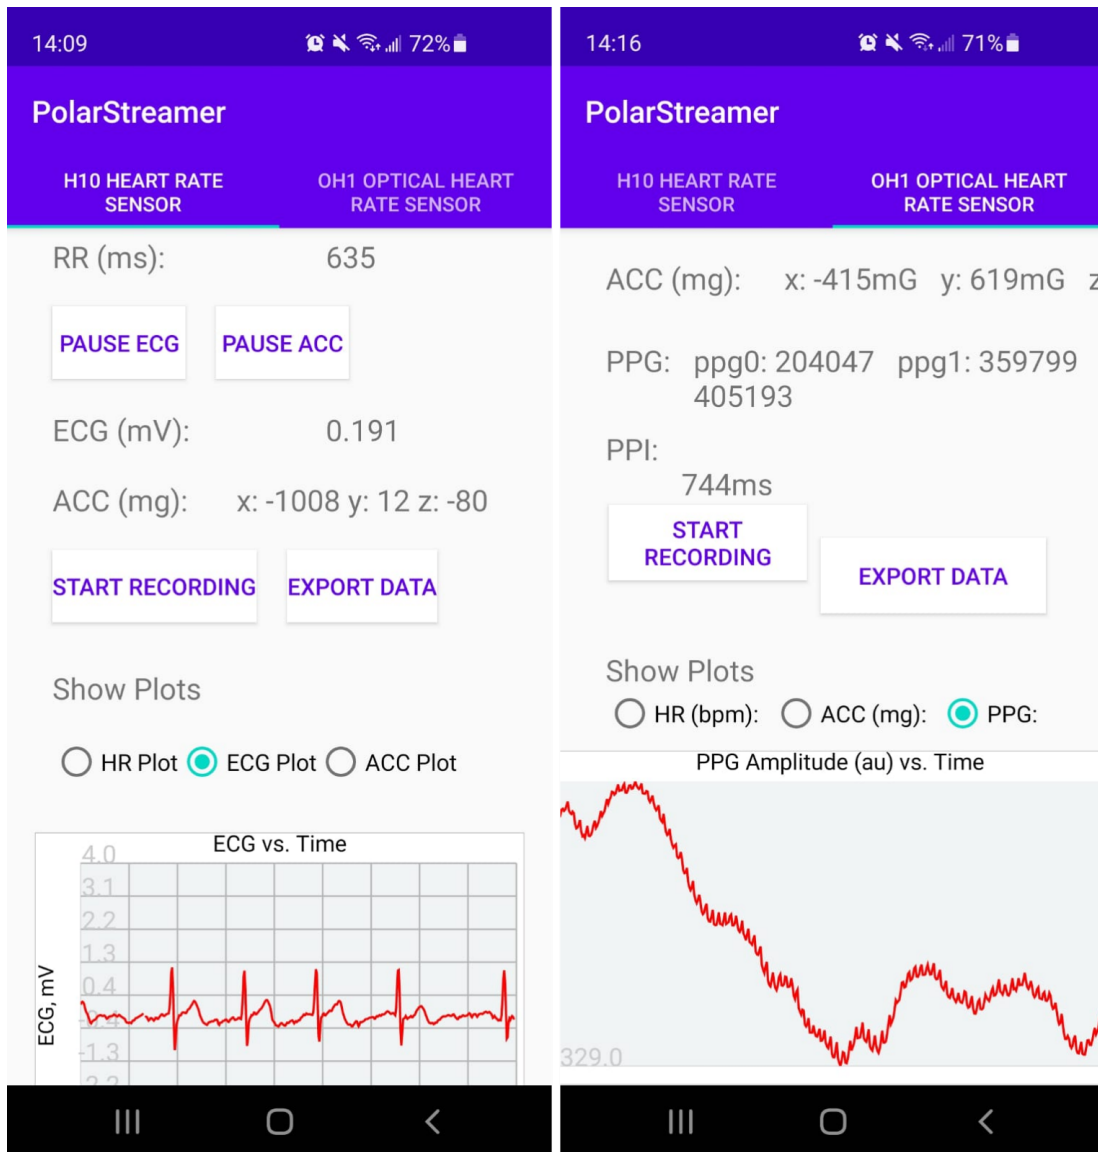 14:09 72%
PolarStreamer
H10 HEART RATE
SENSOR
OH1 OPTICAL HEART
RATE SENSOR
RR (ms): 635
PAUSE ECG PAUSE ACC
ECG (mV): 0.191
ACC (mg): x: -1008 y: 12 z: -80
START RECORDING EXPORT DATA
Show Plots
HR Plot ECG Plot ACC Plot
ECG vs. Time
4.0
3.1
2.2
1.3
0.4
-0.4
-1.3
-2.2
ECG, mV
14:16 71%
PolarStreamer
H10 HEART RATE
SENSOR
OH1 OPTICAL HEART
RATE SENSOR
ACC (mg): x: -415mG y: 619mG z
PPG: ppg0: 204047 ppg1: 359799
405193
PPI:
744ms
START
RECORDING
EXPORT DATA
Show Plots
HR (bpm): ACC (mg): PPG:
PPG Amplitude (au) vs. Time
329.0